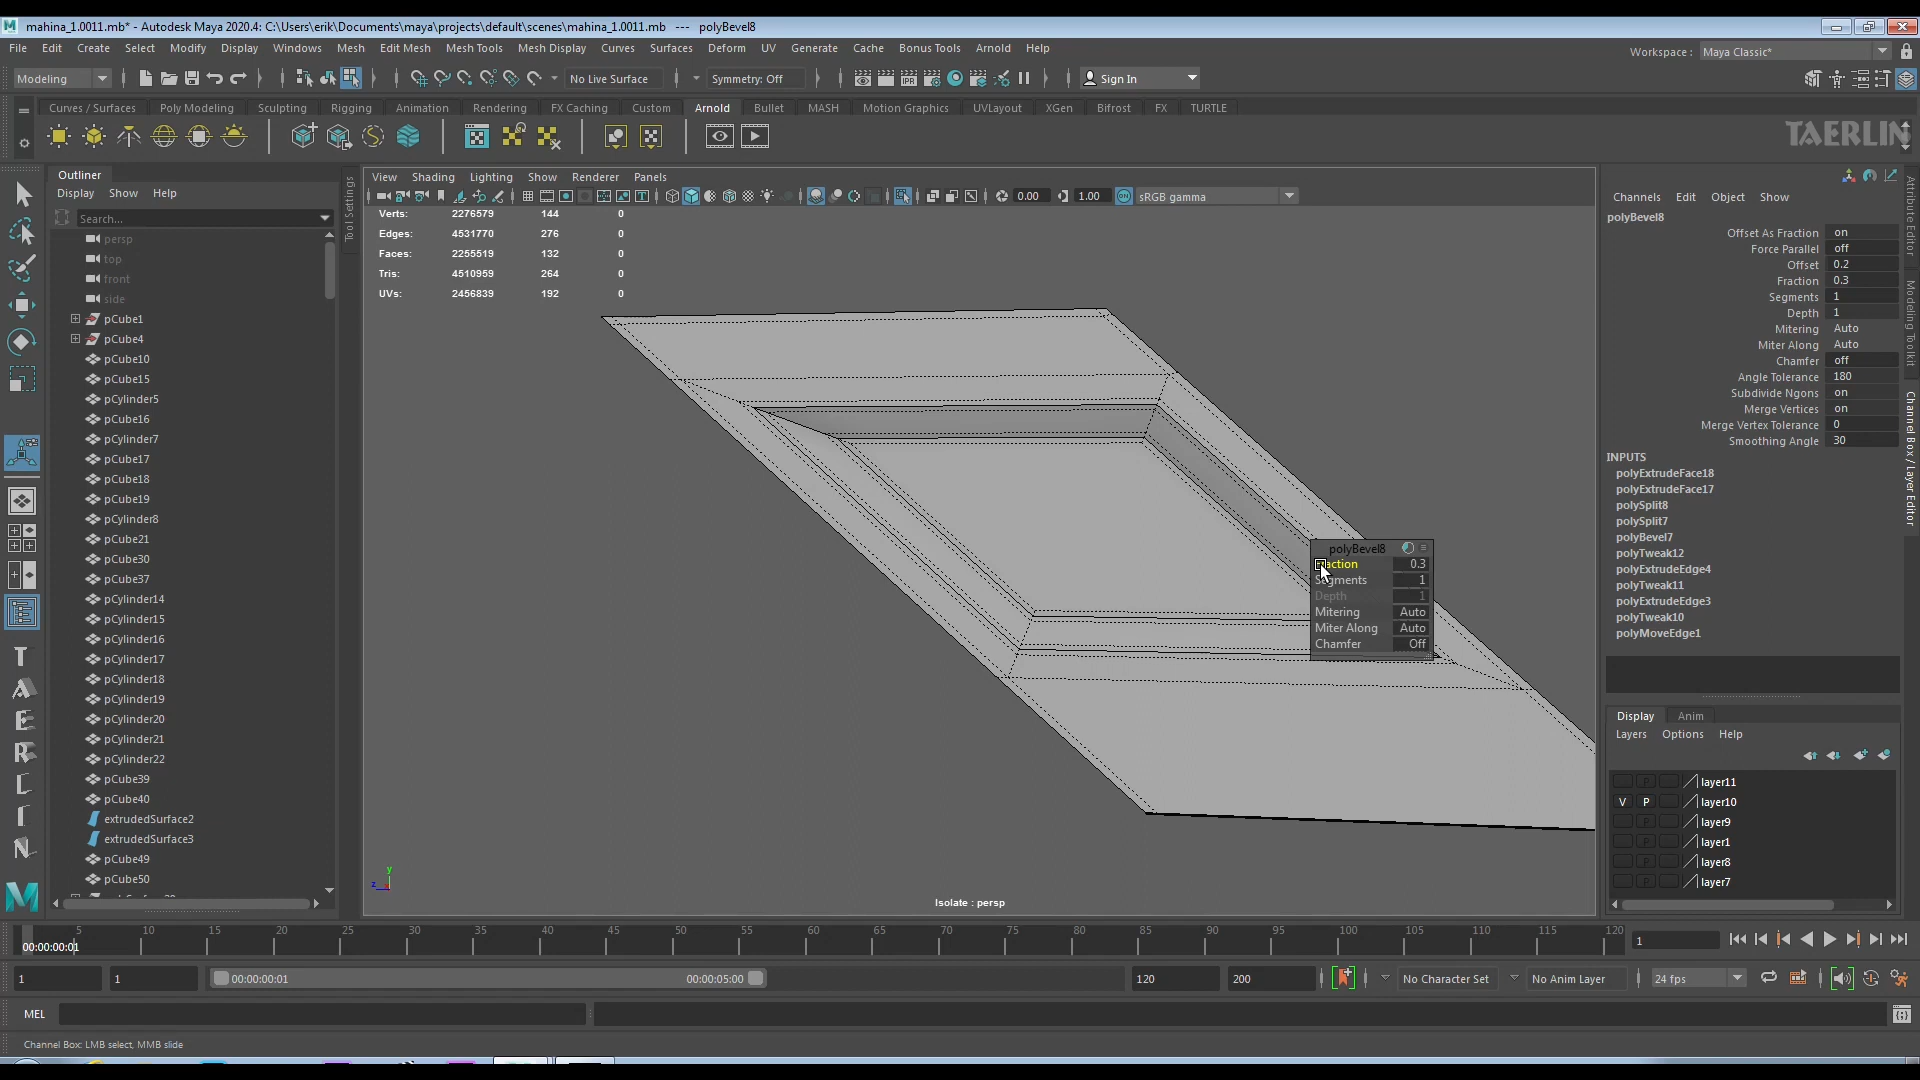 mahina_1.0011.mb* - Autodesk Maya 2020.4: C:\Users\erik\Documents\maya\projects\default\scenes\mahina_1.0011.mb --- polyBevel8
File Edit Create Select Modify Display Windows Mesh Edit Mesh Mesh Tools Mesh Display Curves Surfaces Deform UV Generate Cache Bonus Tools Arnold Help
Workspace : Maya Classic*
Modeling No Live Surface Symmetry: Off Sign In
Curves / Surfaces Poly Modeling Sculpting Rigging Animation Rendering FX Caching Custom Arnold Bullet MASH Motion Graphics UVLayout XGen Bifrost FX TURTLE
TAERLIN
Outliner
Display Show Help
Search...
persp
top
front
side
pCube1
pCube4
pCube10
pCube15
pCylinder5
pCube16
pCylinder7
pCube17
pCube18
pCube19
pCylinder8
pCube21
pCube30
pCube37
pCylinder14
pCylinder15
pCylinder16
pCylinder17
pCylinder18
pCylinder19
pCylinder20
pCylinder21
pCylinder22
pCube39
pCube40
extrudedSurface2
extrudedSurface3
pCube49
pCube50
Tool Settings
View Shading Lighting Show Renderer Panels
0.00 1.00 sRGB gamma
Verts: 2276579 144 0
Edges: 4531770 276 0
Faces: 2255519 132 0
Tris: 4510959 264 0
UVs: 2456839 192 0
polyBevel8
action 0.3
Segments 1
Depth 1
Mitering Auto
Miter Along Auto
Chamfer Off
y
z
Isolate : persp
Channels Edit Object Show
polyBevel8
Offset As Fraction on
Force Parallel off
Offset 0.2
Fraction 0.3
Segments 1
Depth 1
Mitering Auto
Miter Along Auto
Chamfer off
Angle Tolerance 180
Subdivide Ngons on
Merge Vertices on
Merge Vertex Tolerance 0
Smoothing Angle 30
INPUTS
polyExtrudeFace18
polyExtrudeFace17
polySplit8
polySplit7
polyBevel7
polyTweak12
polyExtrudeEdge4
polyTweak11
polyExtrudeEdge3
polyTweak10
polyMoveEdge1
Display Anim
Layers Options Help
P layer11
V P layer10
P layer9
P layer1
P layer8
P layer7
Attribute Editor
Modeling Toolkit
Channel Box / Layer Editor
5 10 15 20 25 30 35 40 45 50 55 60 65 70 75 80 85 90 95 100 105 110 115 120
00:00:00:01
1
1 1 00:00:00:01 00:00:05:00 120 200 No Character Set No Anim Layer 24 fps
MEL
Channel Box: LMB select, MMB slide